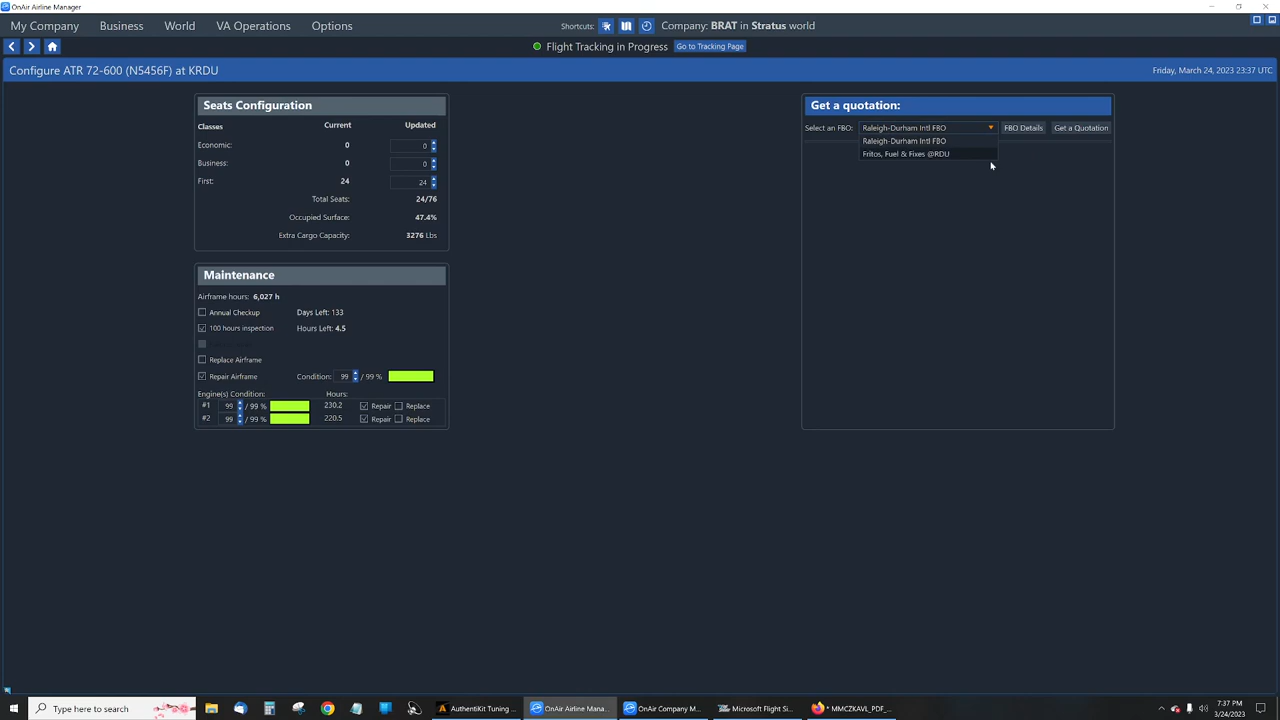 OnAir Airline Manager
My Company Business World VA Operations Options Shortcuts: Company: BRAT in Stratus world
Flight Tracking in Progress Go to Tracking Page
Configure ATR 72-600 (N5456F) at KRDU Friday, March 24, 2023 23:37 UTC
Seats Configuration
Classes Current Updated
Economic: 0 0
Business: 0 0
First: 24 24
Total Seats: 24/76
Occupied Surface: 47.4%
Extra Cargo Capacity: 3276 Lbs
Maintenance
Airframe hours: 6,027 h
Annual Checkup Days Left: 133
100 hours inspection Hours Left: 4.5
Replace Airframe
Repair Airframe Condition: 99 / 99 %
Engine(s) Condition: Hours:
#1 99 / 99 % 230.2 Repair Replace
#2 99 / 99 % 220.5 Repair Replace
Get a quotation:
Select an FBO: Raleigh-Durham Intl FBO FBO Details Get a Quotation
Raleigh-Durham Intl FBO
Fritos, Fuel & Fixes @RDU
Type here to search AuthentiKit Tuning ... OnAir Airline Mana... OnAir Company M... Microsoft Flight Si... * MMCZKAVL_PDF_... 7:37 PM
3/24/2023